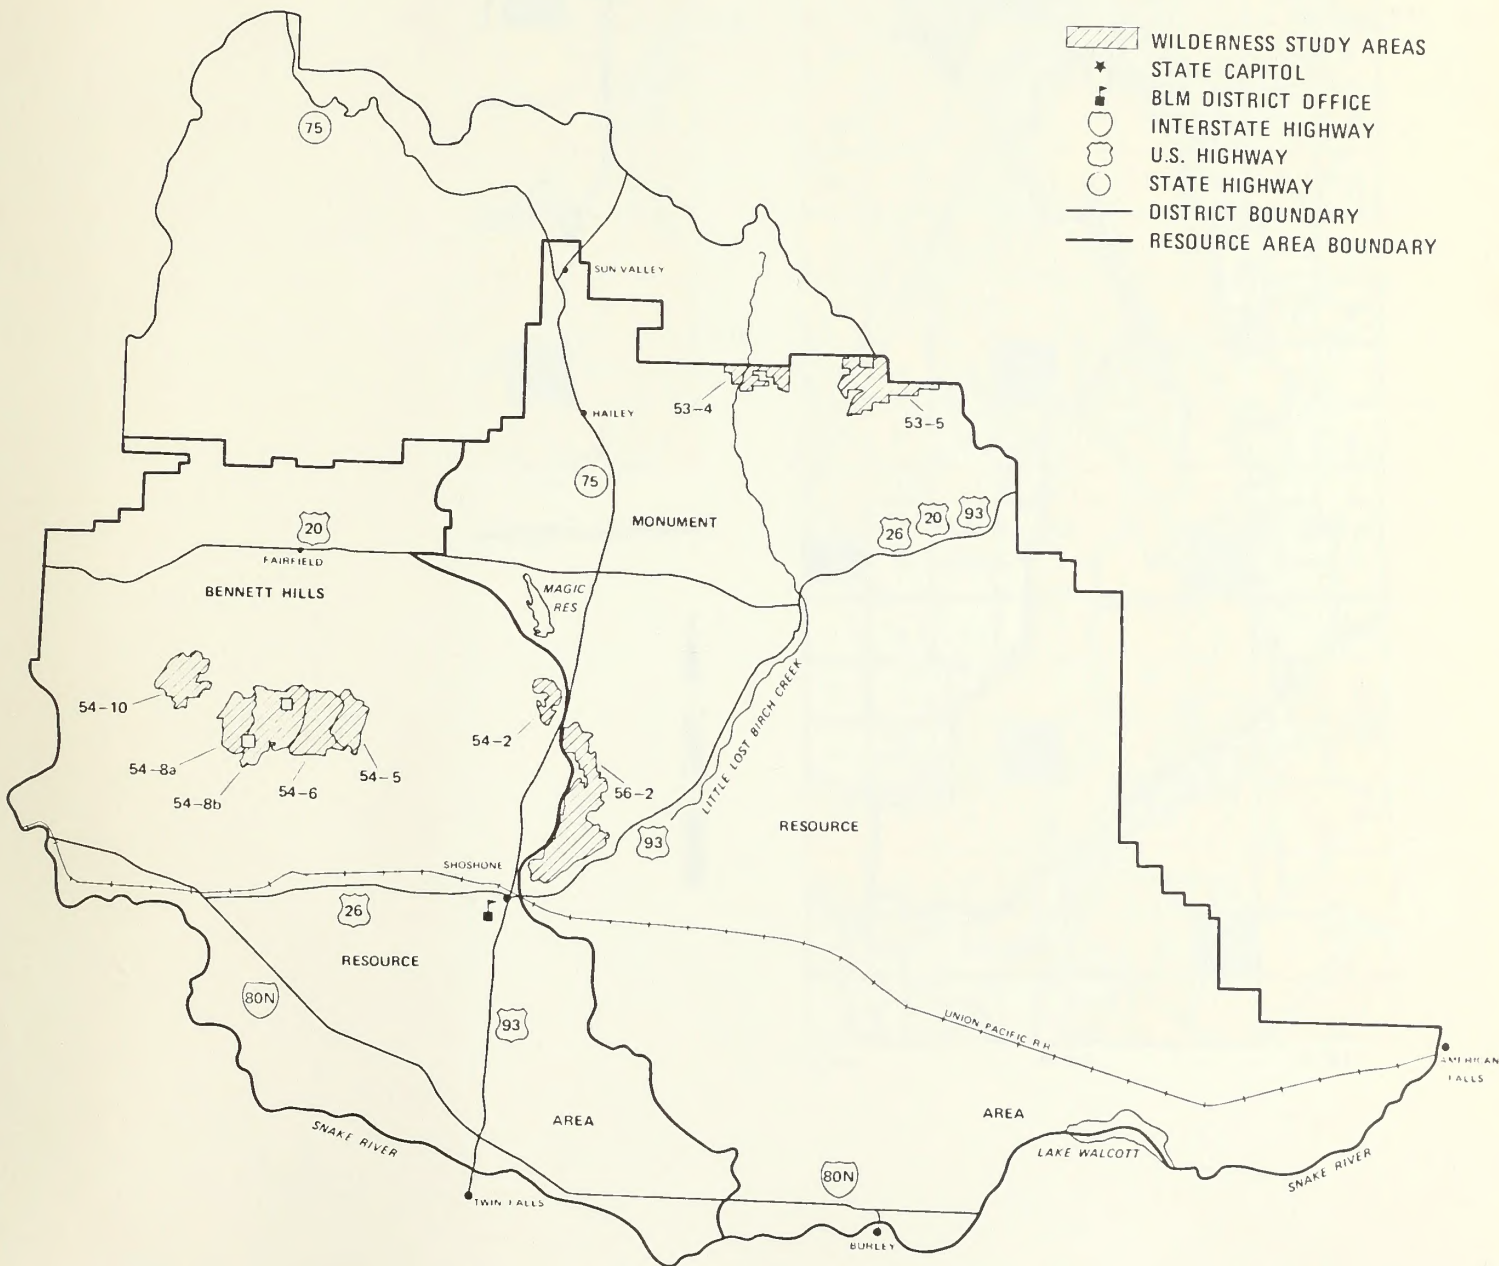 WILDERNESS STUDY AREAS
STATE CAPITOL
BLM DISTRICT OFFICE
INTERSTATE HIGHWAY
U.S. HIGHWAY
STATE HIGHWAY
DISTRICT BOUNDARY
RESOURCE AREA BOUNDARY
75
SUN VALLEY
53-4
53-5
HAILEY
75
MONUMENT
26
20
93
20
FAIRFIELD
BENNETT HILLS
MAGIC
RES
54-10
54-2
54-8a
54-8b
54-6
54-5
56-2
LITTLE LOST BIRCH CREEK
93
RESOURCE
SHOSHONE
26
RESOURCE
80N
93
UNION PACIFIC RR
AMERICAN
FALLS
AREA
AREA
SNAKE RIVER
LAKE WALCOTT
SNAKE RIVER
80N
TWIN FALLS
BURLEY